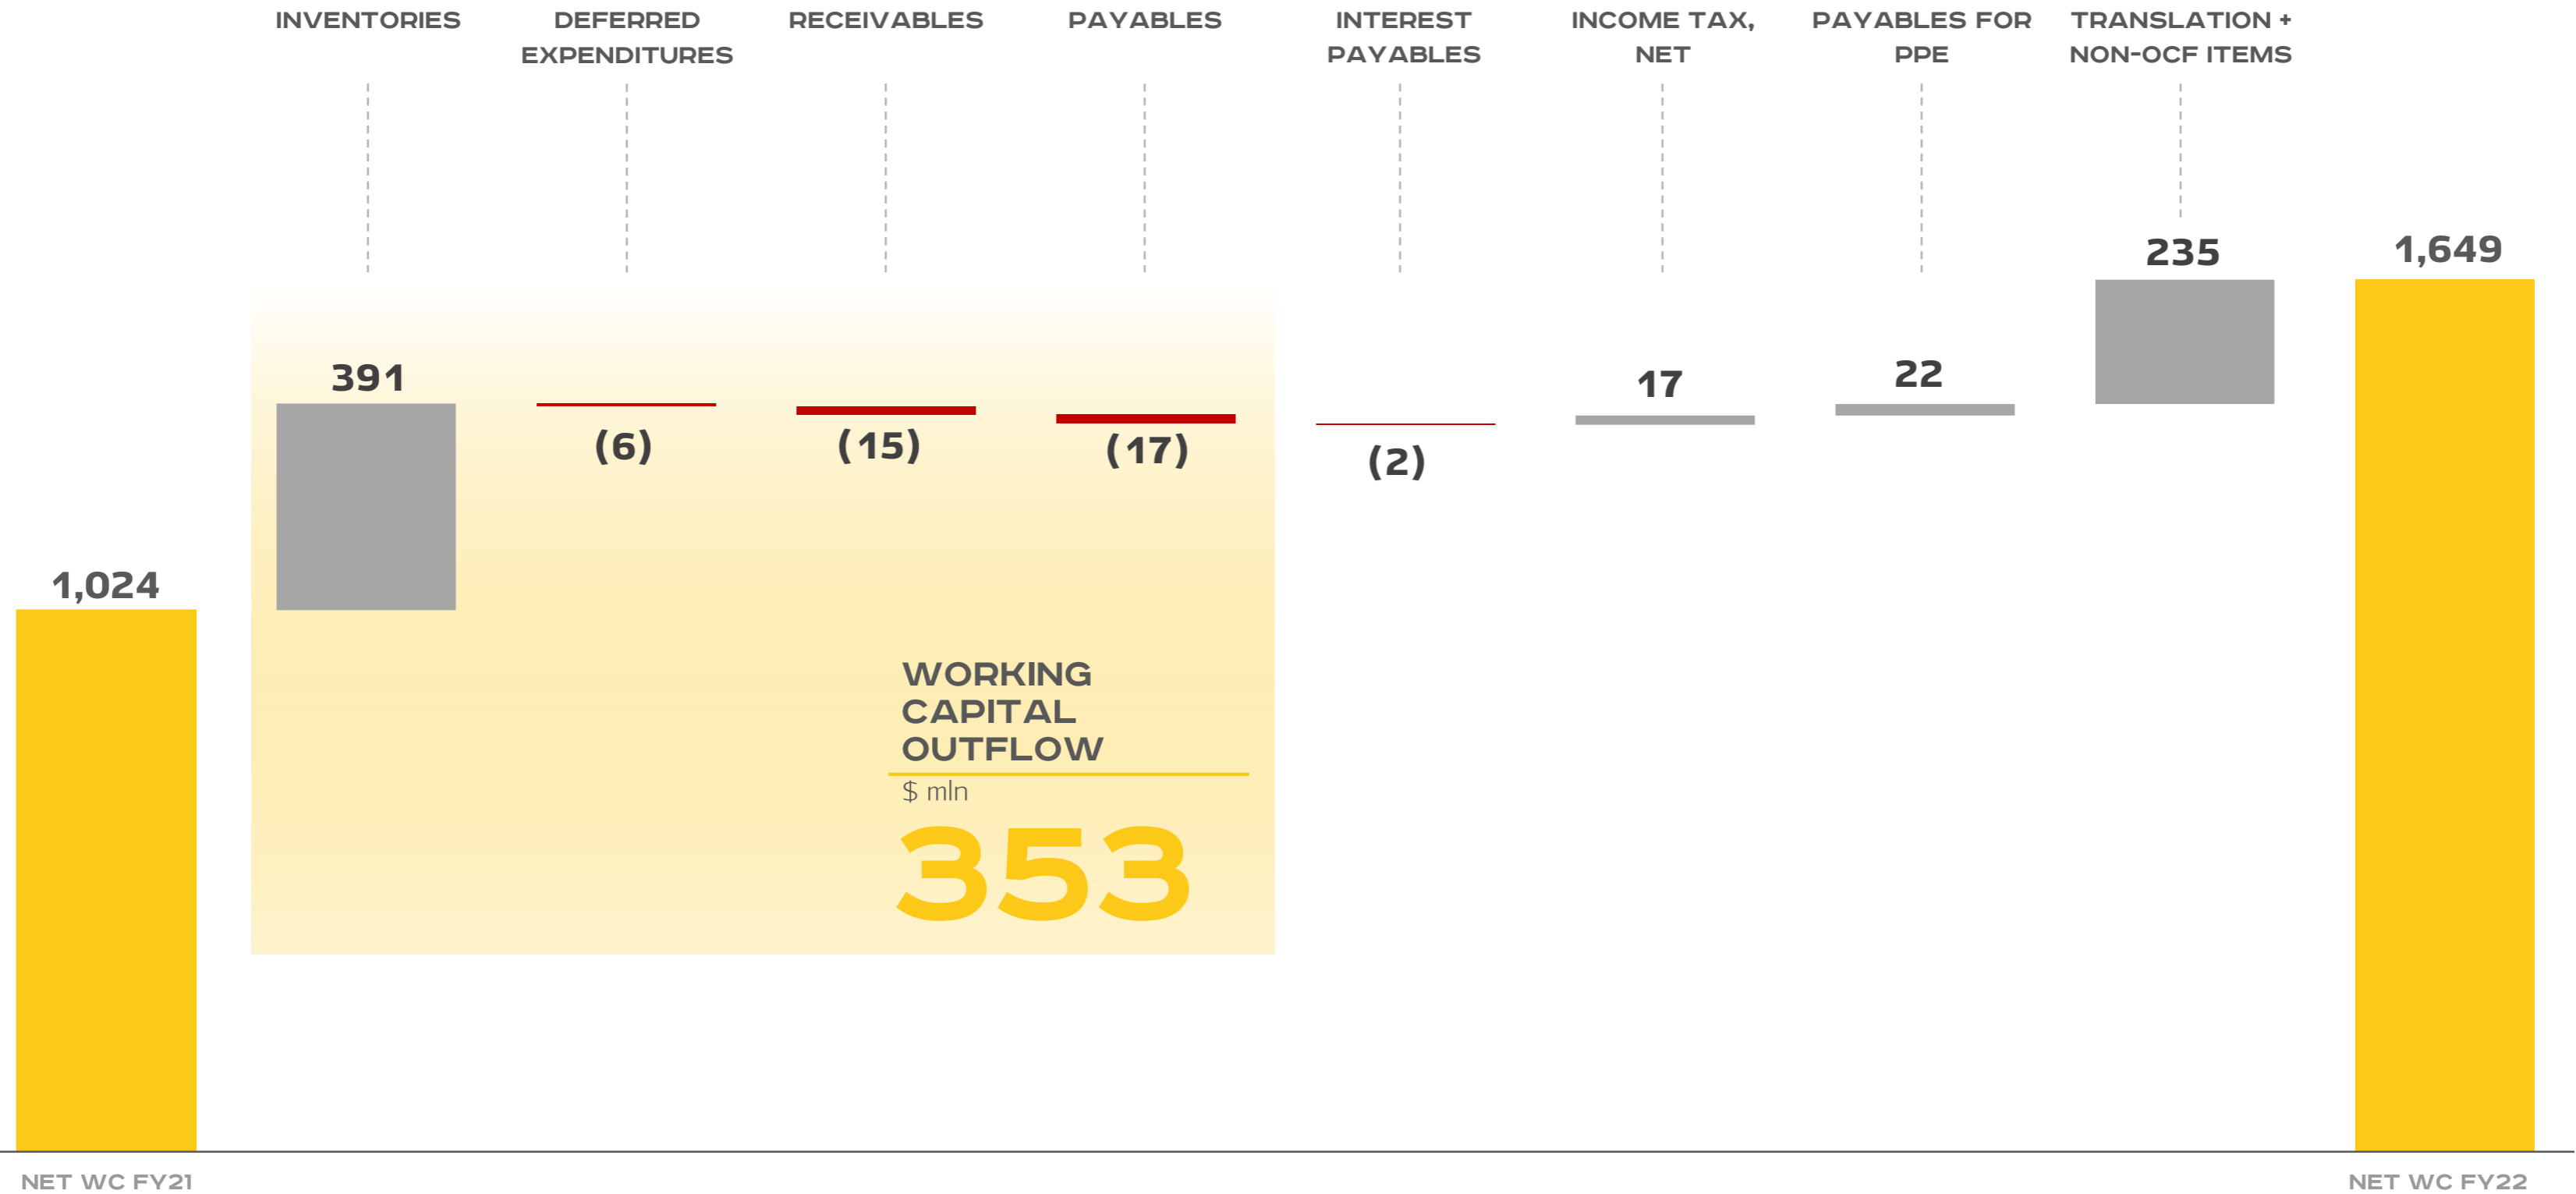 INVENTORIES
DEFERRED
EXPENDITURES
RECEIVABLES
PAYABLES
INTEREST
PAYABLES
INCOME TAX,
NET
PAYABLES FOR
PPE
TRANSLATION +
NON-OCF ITEMS
1,024
391
(6)
(15)
(17)
(2)
17
22
235
1,649
WORKING
CAPITAL
OUTFLOW
$ mln
353
NET WC FY21
NET WC FY22